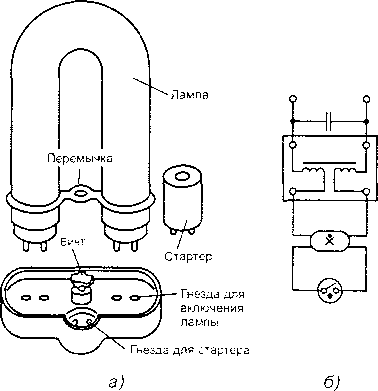 Лампа
Перемычка
Стартер
Винт
Гнезда для
включения
лампы
Гнезда для стартера
а)
б)